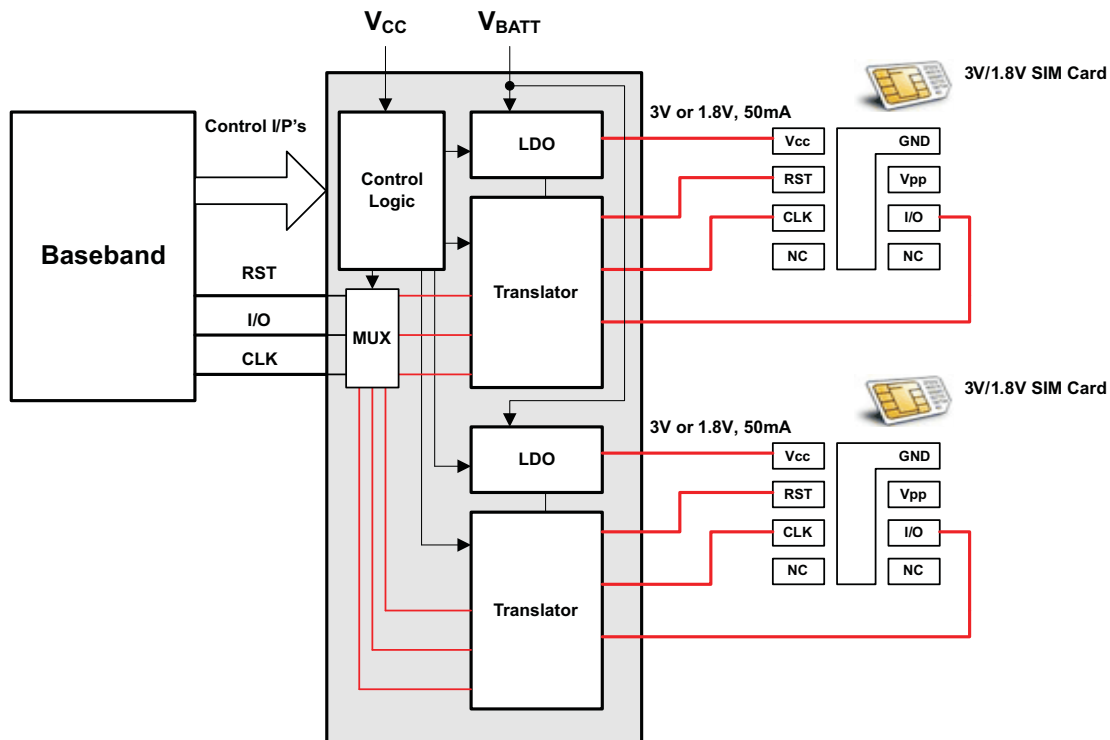 VCC
VBATT
3V/1.8V SIM Card
Control I/P's
3V or 1.8V, 50mA
LDO
Vcc
GND
Control
Logic
RST
Vpp
CLK
I/O
Baseband
NC
NC
RST
Translator
I/O
MUX
CLK
3V/1.8V SIM Card
3V or 1.8V, 50mA
LDO
Vcc
GND
RST
Vpp
CLK
I/O
NC
NC
Translator